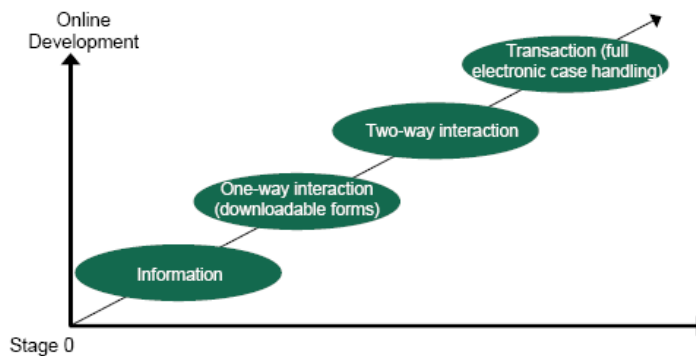 Online
Development
Transaction (full
electronic case handling)
Two-way interaction
One-way interaction
(downloadable forms)
Information
Stage 0